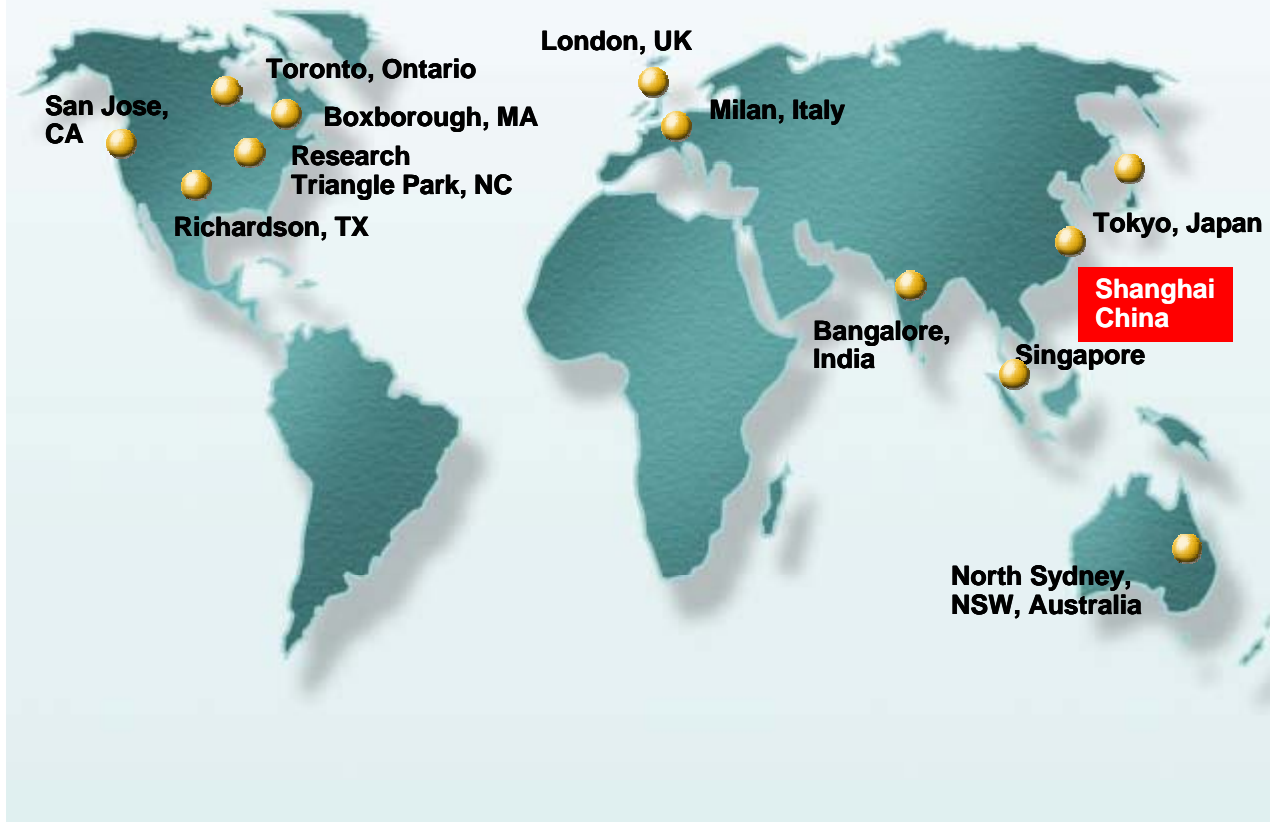 London, UK
Toronto, Ontario
San Jose,
CA
Boxborough, MA
Milan, Italy
Research
Triangle Park, NC
Richardson, TX
Tokyo, Japan
Shanghai
China
Bangalore,
India
Singapore
North Sydney,
NSW, Australia